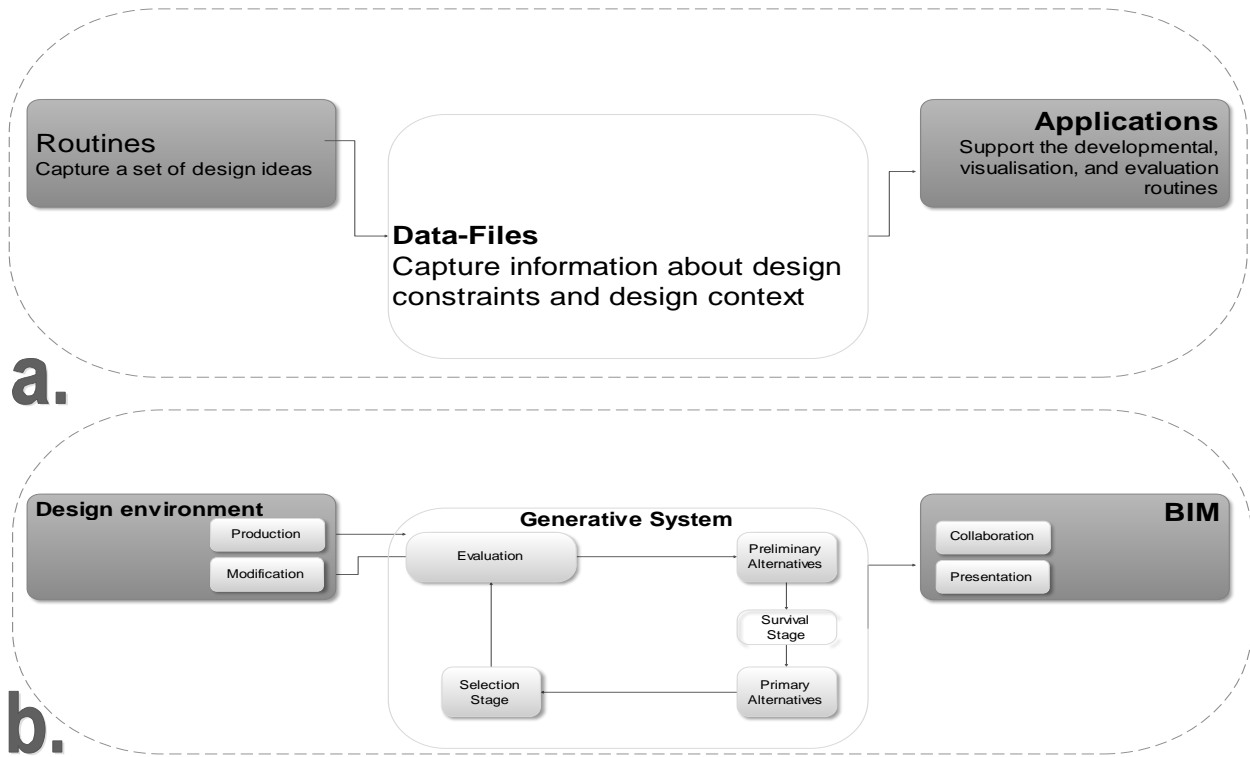 Routines
Capture a set of design ideas
Data-Files
Capture information about design
constraints and design context
Applications
Support the developmental,
visualisation, and evaluation
routines
a.
Design environment
Production
Modification
Generative System
Evaluation
Preliminary
Alternatives
Survival
Stage
Primary
Alternatives
Selection
Stage
BIM
Collaboration
Presentation
b.